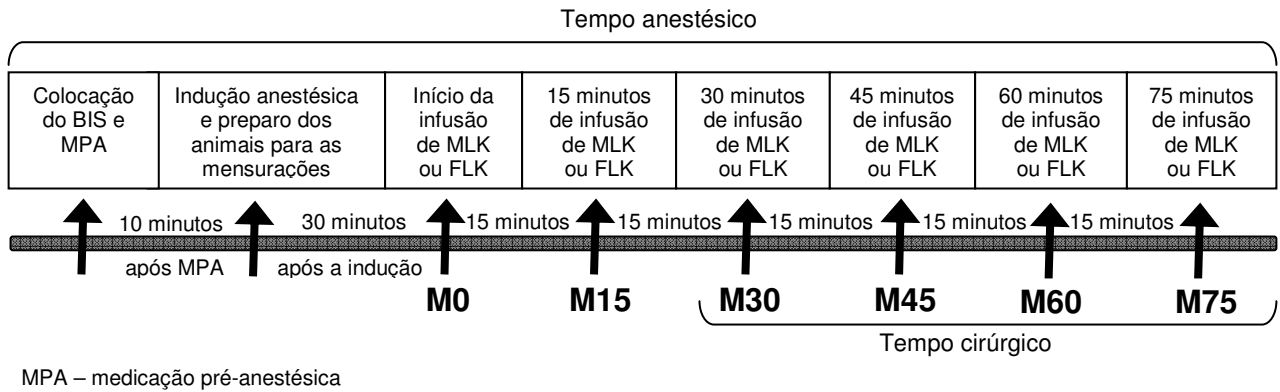 Tempo anestésico
Colocação
do BIS e
MPA
Indução anestésica
e preparo dos
animais para as
mensurações
Início da
infusão
de MLK
ou FLK
15 minutos
de infusão
de MLK
ou FLK
30 minutos
de infusão
de MLK
ou FLK
45 minutos
de infusão
de MLK
ou FLK
60 minutos
de infusão
de MLK
ou FLK
75 minutos
de infusão
de MLK
ou FLK
10 minutos
30 minutos
15 minutos
15 minutos
15 minutos
15 minutos
15 minutos
após MPA
após a indução
M0
M15
M30
M45
M60
M75
Tempo cirúrgico
MPA – medicação pré-anestésica